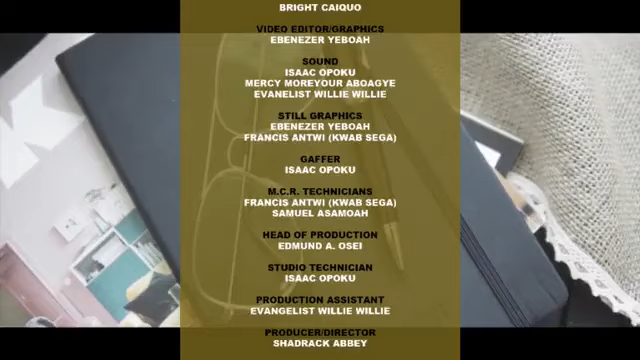 BRIGHT CAIQUO
VIDEO EDITOR/GRAPHICS
EBENEZER YEBOAH
SOUND
ISAAC OPOKU
MERCY MOREYOUR ABOAGYE
EVANELIST WILLIE WILLIE
STILL GRAPHICS
EBENEZER YEBOAH
FRANCIS ANTWI (KWAB SEGA)
GAFFER
ISAAC OPOKU
M.C.R. TECHNICIANS
FRANCIS ANTWI (KWAB SEGA)
SAMUEL ASAMOAH
HEAD OF PRODUCTION
EDMUND A. OSEI
STUDIO TECHNICIAN
ISAAC OPOKU
PRODUCTION ASSISTANT
EVANGELIST WILLIE WILLIE
PRODUCER/DIRECTOR
SHADRACK ABBEY
K